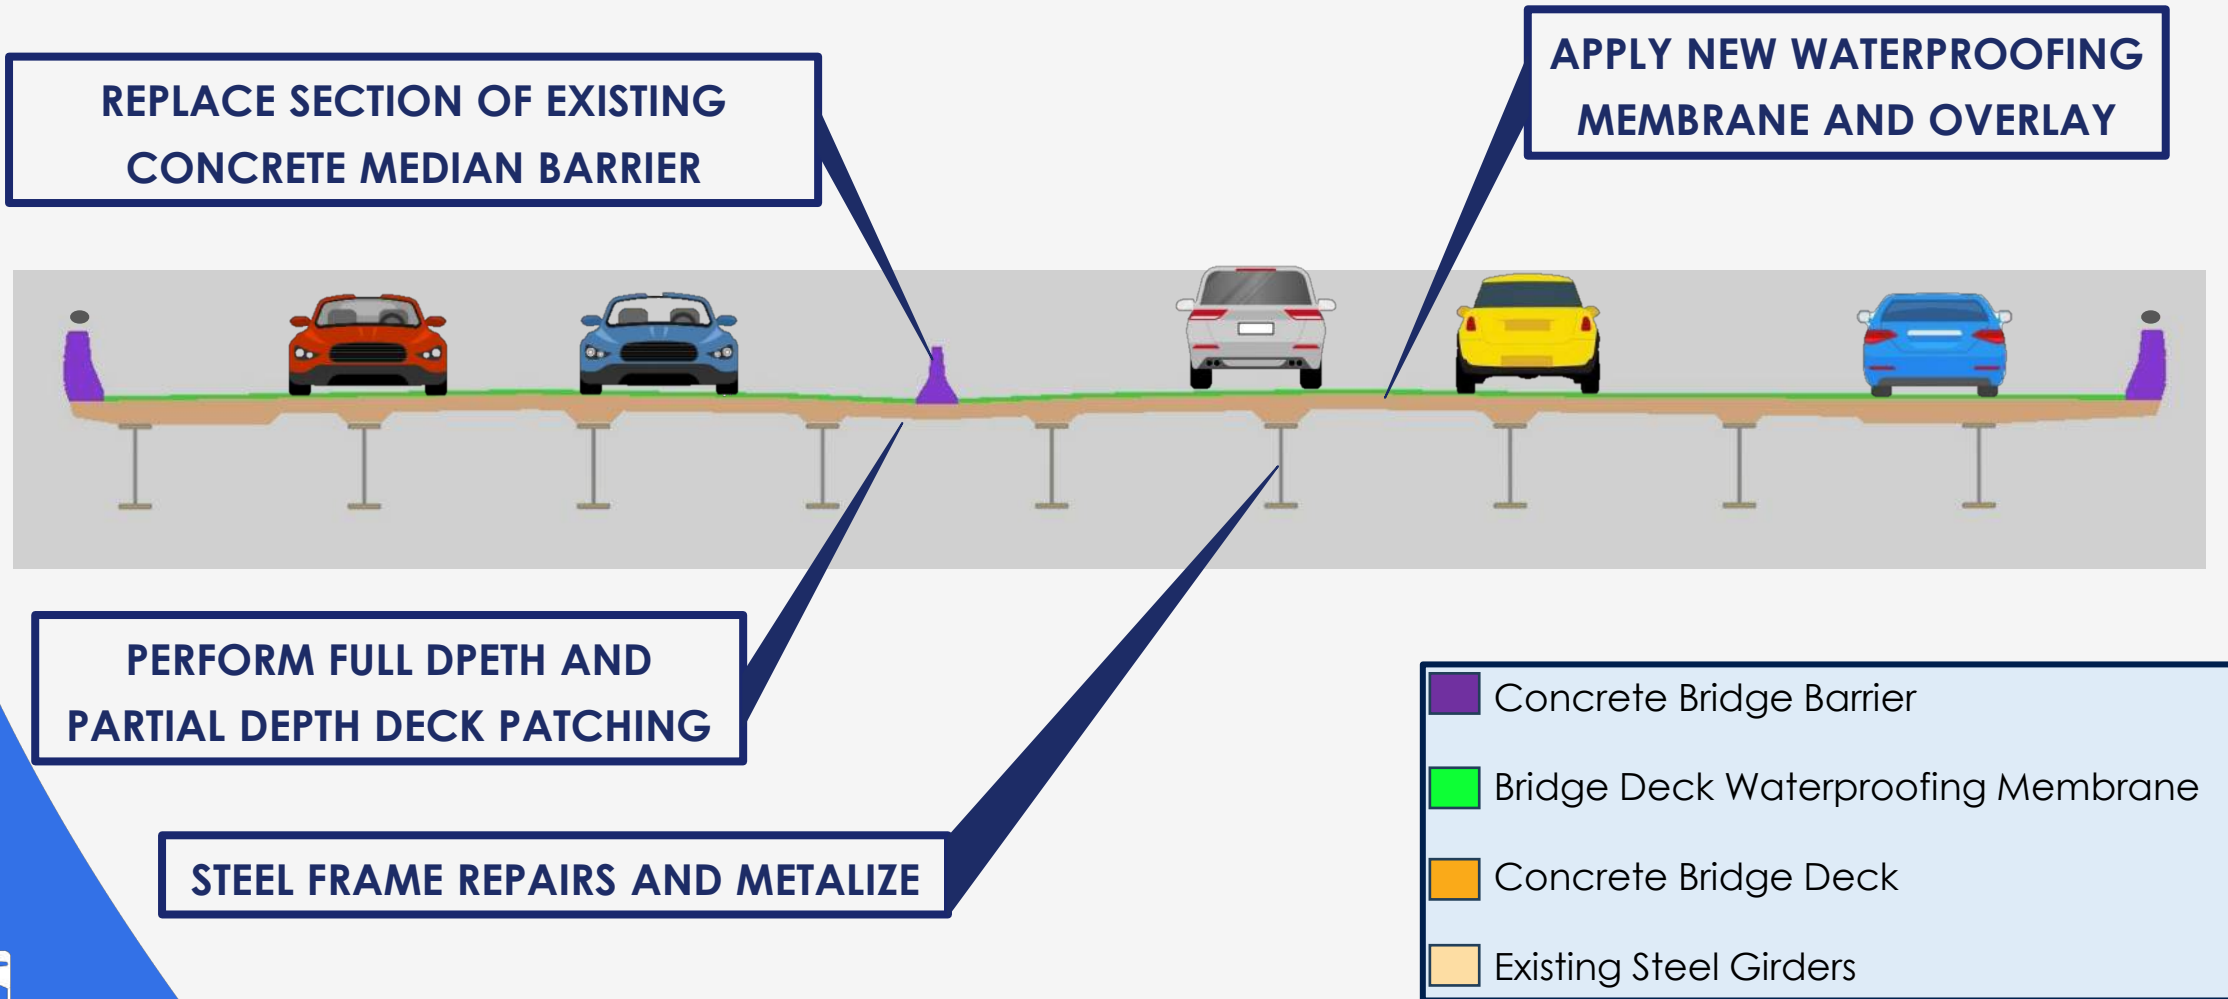 REPLACE SECTION OF EXISTING
CONCRETE MEDIAN BARRIER
APPLY NEW WATERPROOFING
MEMBRANE AND OVERLAY
PERFORM FULL DPETH AND
PARTIAL DEPTH DECK PATCHING
STEEL FRAME REPAIRS AND METALIZE
Concrete Bridge Barrier
Bridge Deck Waterproofing Membrane
Concrete Bridge Deck
Existing Steel Girders